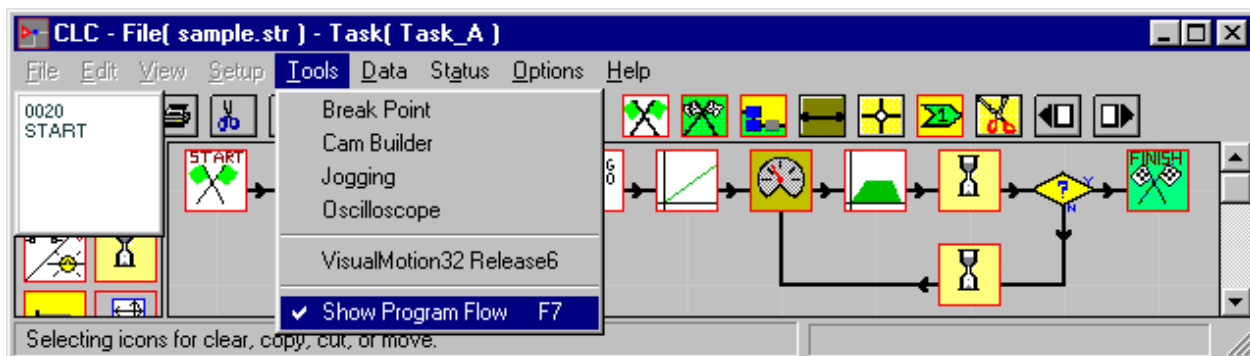 CLC - File( sample.str ) - Task( Task_A )
File Edit View Setup Tools Data Status Options Help
0020
START
Break Point
Cam Builder
Jogging
Oscilloscope
VisualMotion32 Release6
Show Program Flow F7
START
G
O
1
?
Y
N
FINISH
Selecting icons for clear, copy, cut, or move.